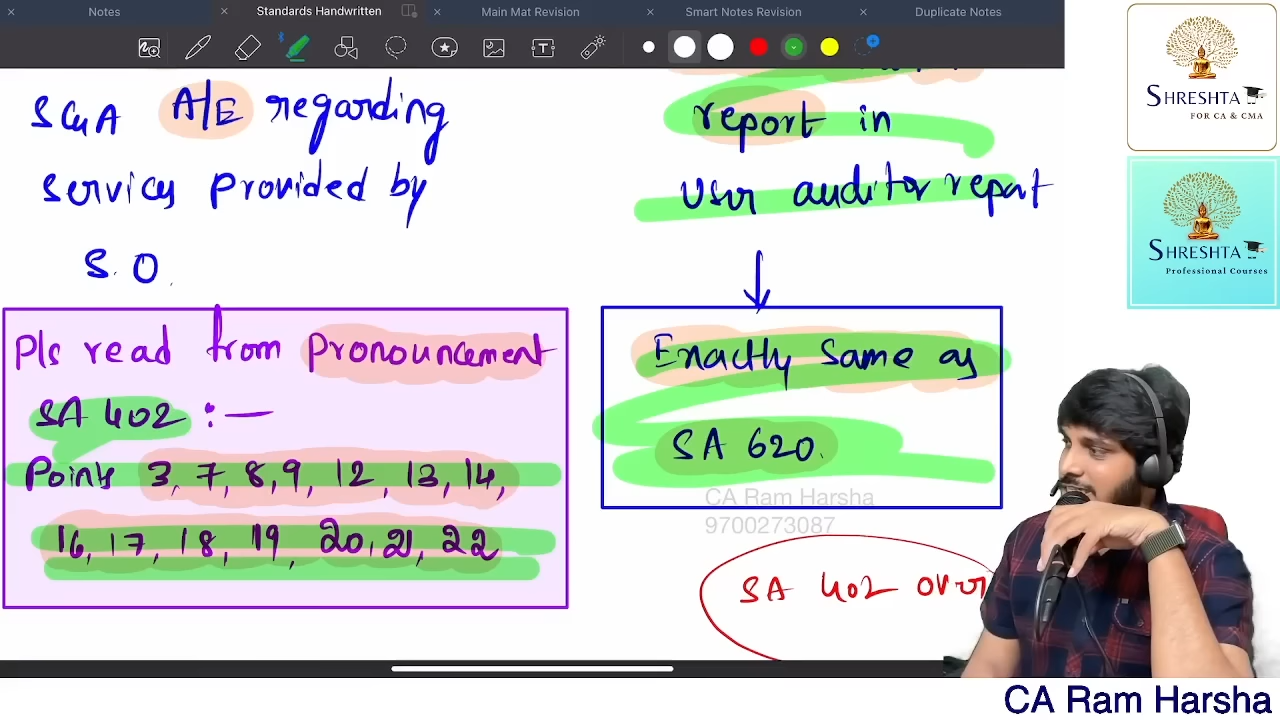 Notes
Standards Handwritten
Main Mat Revision
Smart Notes Revision
Duplicate Notes
SCuA A/E regarding
services provided by
S.O.
report in
user auditor report
Exactly same as
SA 620.
Pls read from pronouncement
SA 402 :—
Points 3, 7, 8, 9, 12, 13, 14,
16, 17, 18, 19, 20, 21, 22
CA Ram Harsha
9700273087
SA 402 over
SHRESHTA
FOR CA & CMA
SHRESHTA
Professional Courses
CA Ram Harsha